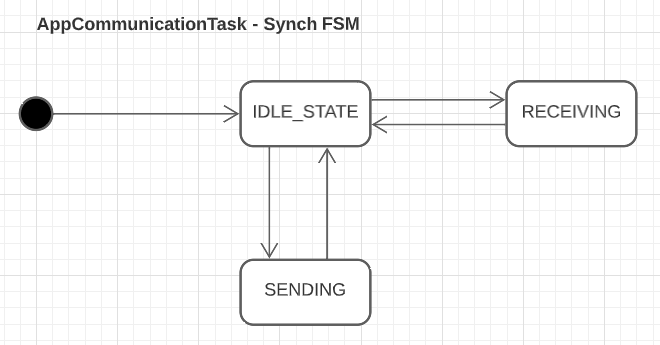 AppCommunicationTask - Synch FSM
IDLE_STATE
RECEIVING
SENDING